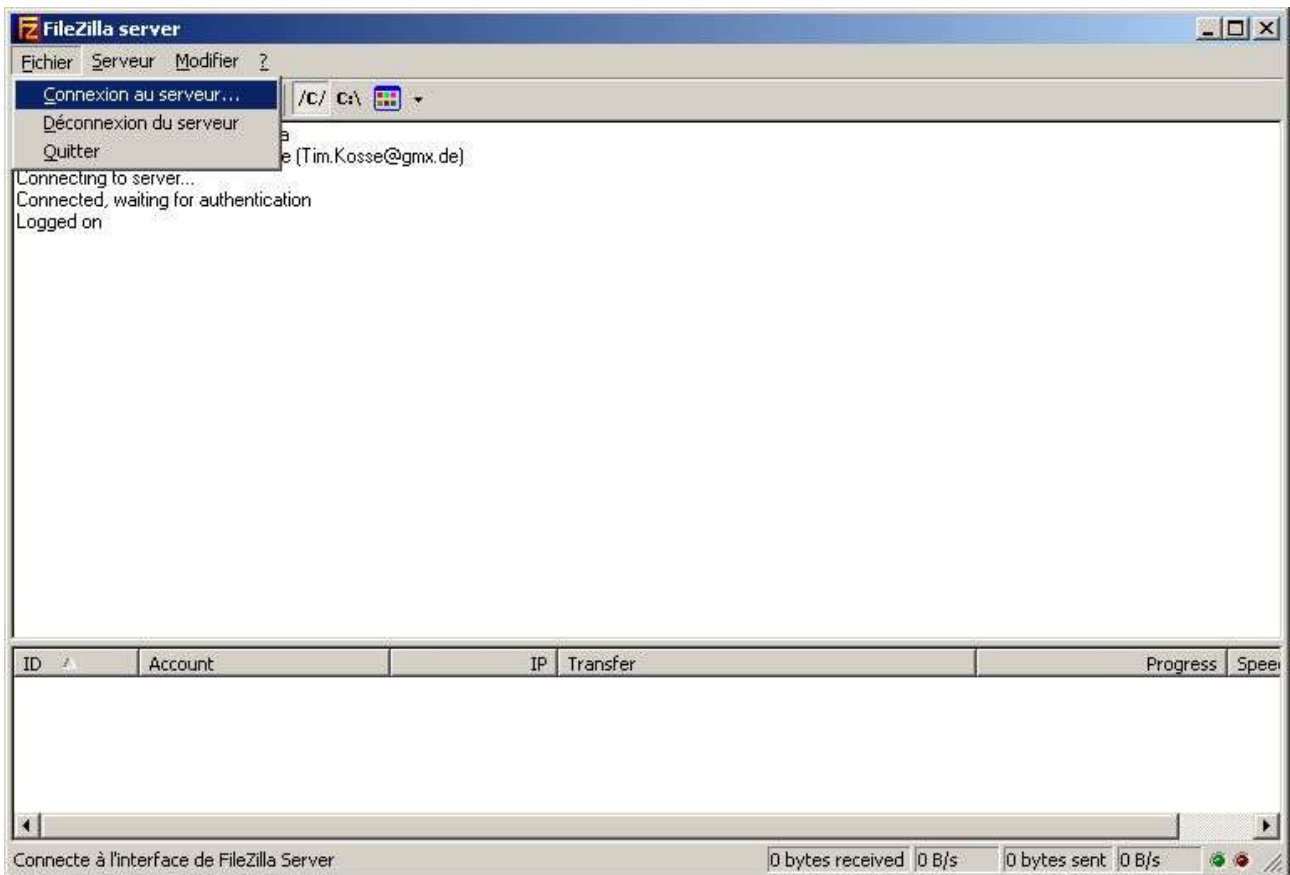 FileZilla server
Fichier Serveur Modifier ?
Connexion au serveur...
/C/ C:\
Déconnexion du serveur
Quitter
e (Tim.Kosse@gmx.de)
Connecting to server...
Connected, waiting for authentication
Logged on
ID Account IP Transfer Progress
Connecte à l'interface de FileZilla Server 0 bytes received 0 B/s 0 bytes sent 0 B/s